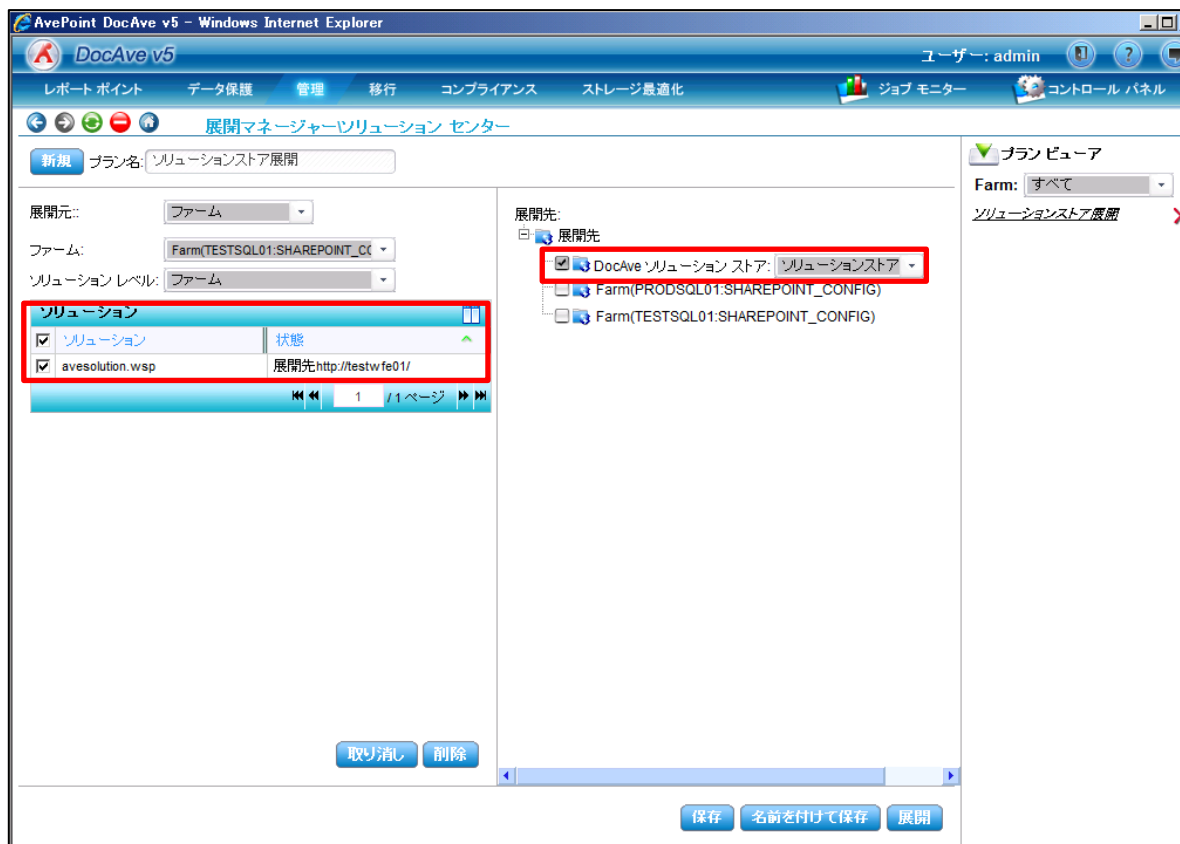 AvePoint DocAve v5 - Windows Internet Explorer
DocAve v5
ユーザー: admin
レポート ポイント データ保護 管理 移行 コンプライアンス ストレージ最適化 ジョブ モニター コントロール パネル
展開マネージャー\ソリューション センター
新規 プラン名: ソリューションストア展開
展開元::
ファーム
ファーム:
Farm(TESTSQL01:SHAREPOINT_CC
ソリューション レベル:
ファーム
ソリューション
ソリューション 状態
avesolution.wsp 展開先http://testwfe01/
1 /1 ページ
取り消し 削除
展開先:
展開先
DocAve ソリューション ストア: ソリューションストア
Farm(PRODSQL01:SHAREPOINT_CONFIG)
Farm(TESTSQL01:SHAREPOINT_CONFIG)
保存 名前を付けて保存 展開
プラン ビューア
Farm: すべて
ソリューションストア展開